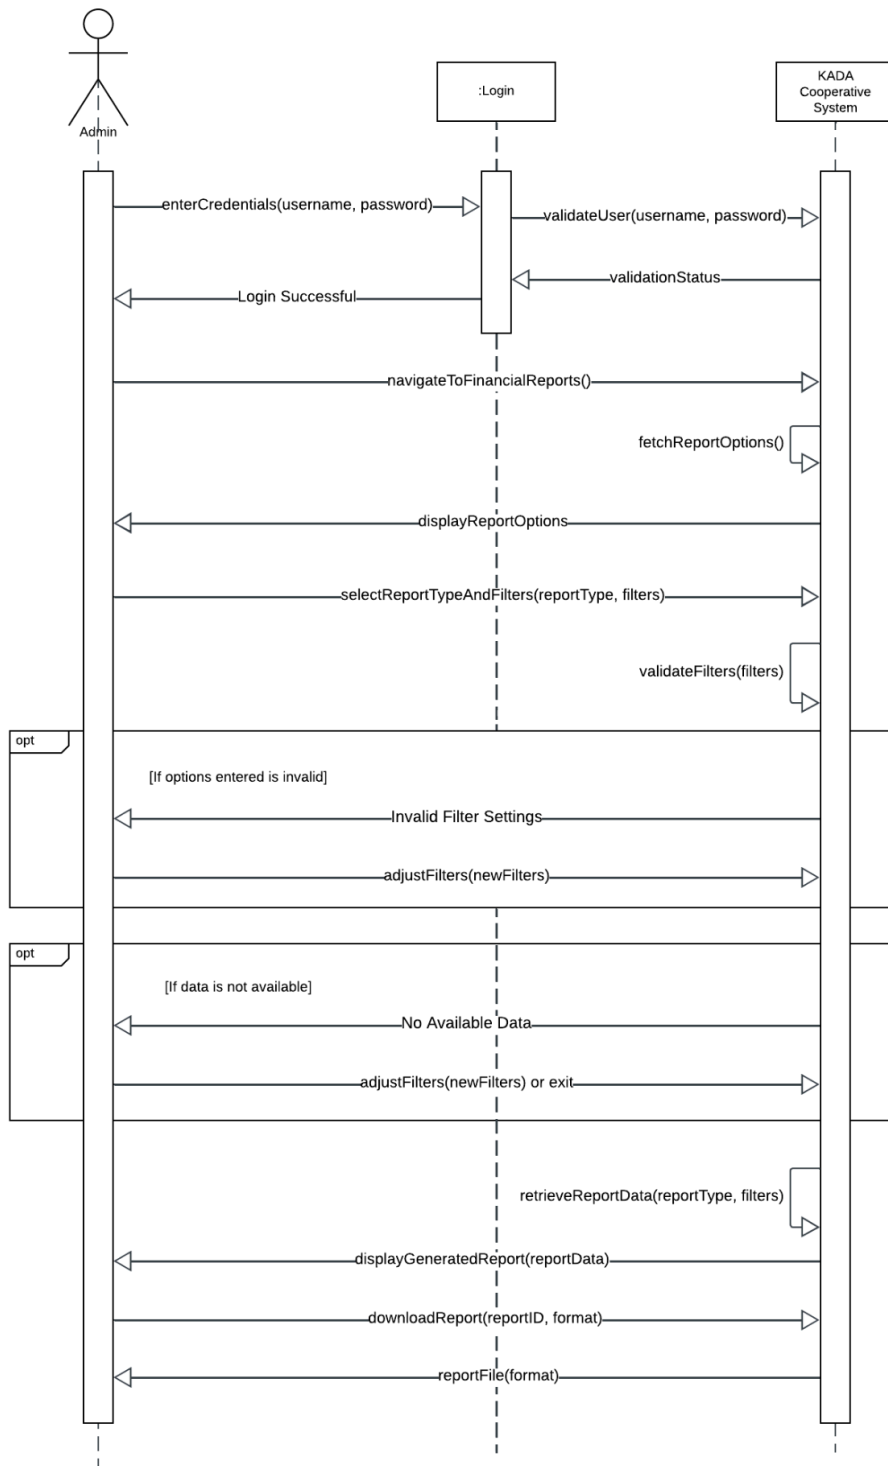 :Login
KADA
Cooperative
System
Admin
enterCredentials(username, password)
validateUser(username, password)
validationStatus
Login Successful
navigateToFinancialReports()
fetchReportOptions()
displayReportOptions
selectReportTypeAndFilters(reportType, filters)
validateFilters(filters)
opt
[If options entered is invalid]
Invalid Filter Settings
adjustFilters(newFilters)
opt
[If data is not available]
No Available Data
adjustFilters(newFilters) or exit
retrieveReportData(reportType, filters)
displayGeneratedReport(reportData)
downloadReport(reportID, format)
reportFile(format)